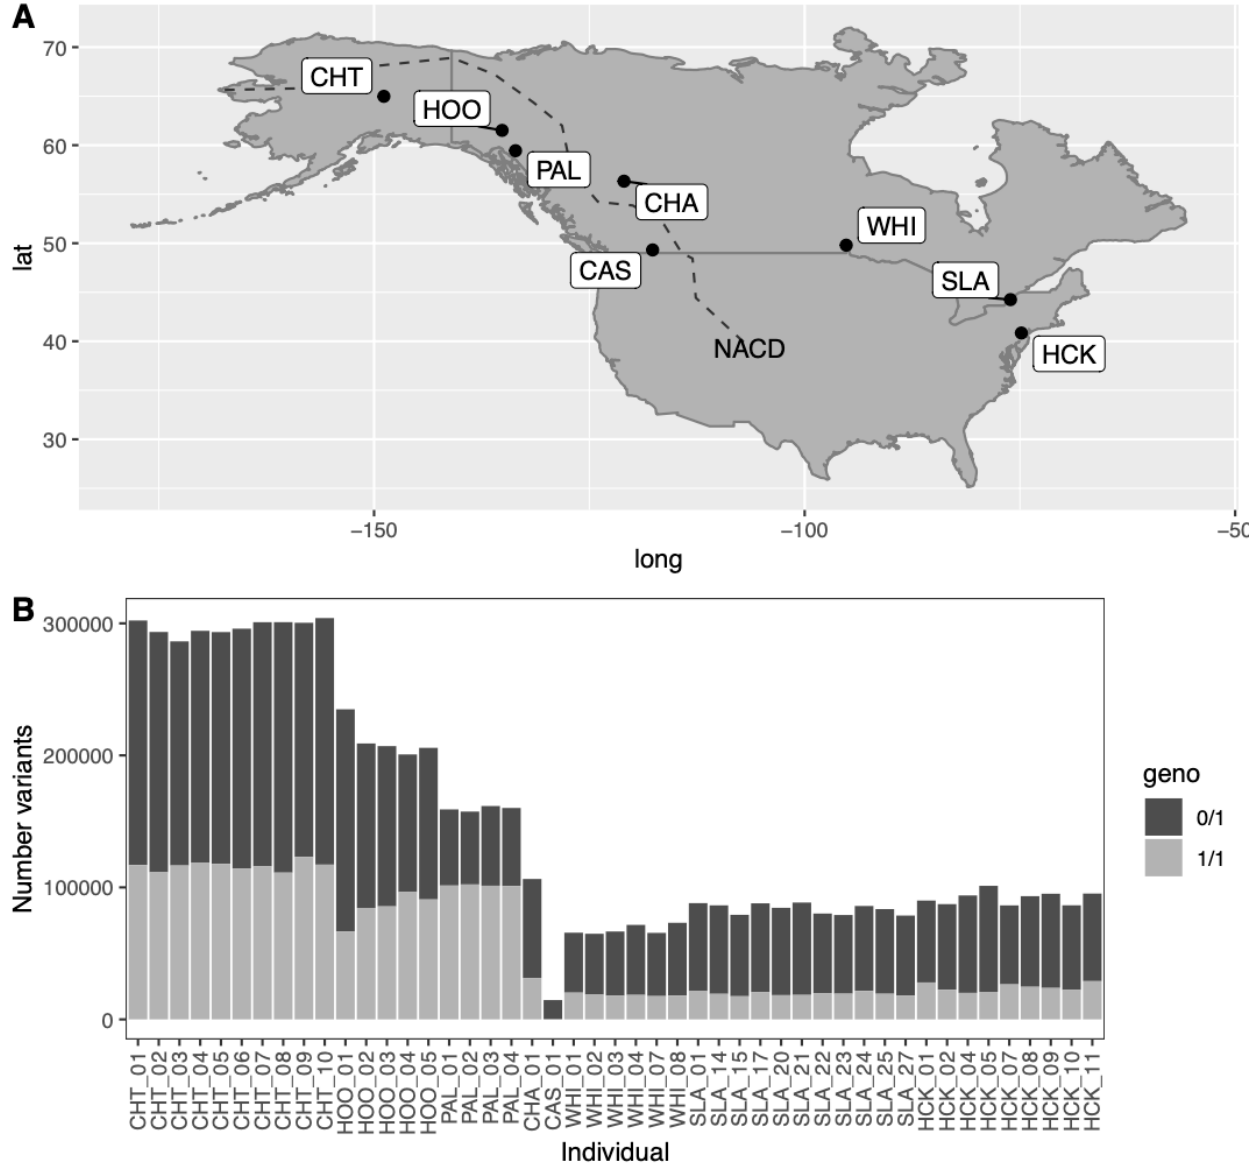 A
70
60
50
40
30
lat
CHT
HOO
PAL
CHA
CAS
WHI
SLA
HCK
NACD
−150
−100
−50
long
B
300000
200000
100000
0
Number variants
geno
0/1
1/1
CHT_01
CHT_02
CHT_03
CHT_04
CHT_05
CHT_06
CHT_07
CHT_08
CHT_09
CHT_10
HOO_01
HOO_02
HOO_03
HOO_04
HOO_05
PAL_01
PAL_02
PAL_03
PAL_04
CHA_01
CAS_01
WHI_01
WHI_02
WHI_03
WHI_04
WHI_07
WHI_08
SLA_01
SLA_14
SLA_15
SLA_17
SLA_20
SLA_21
SLA_22
SLA_23
SLA_24
SLA_25
SLA_27
HCK_01
HCK_02
HCK_04
HCK_05
HCK_07
HCK_08
HCK_09
HCK_10
HCK_11
Individual